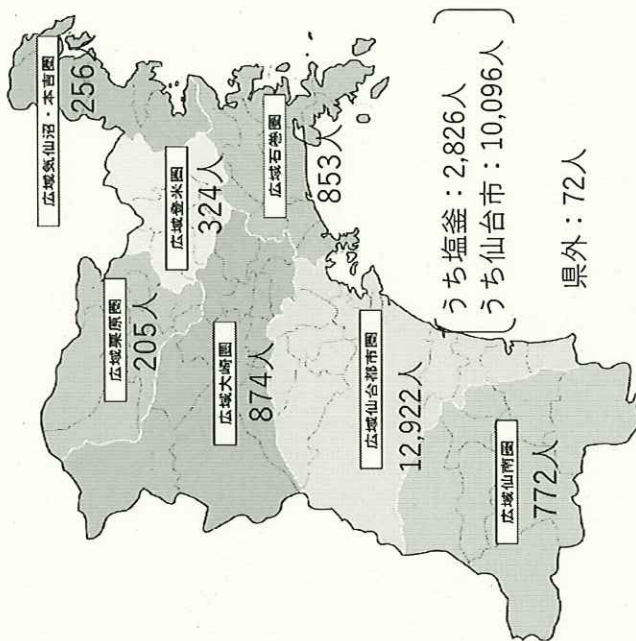 広域気仙沼・本吉圏
256人
広域栗原圏
205人
広域登米圏
324人
広域石巻圏
853人
広域大崎圏
874人
広域仙台都市圏
12,922人
うち塩釜：2,826人
うち仙台市：10,096人
広域仙南圏
772人
県外：72人